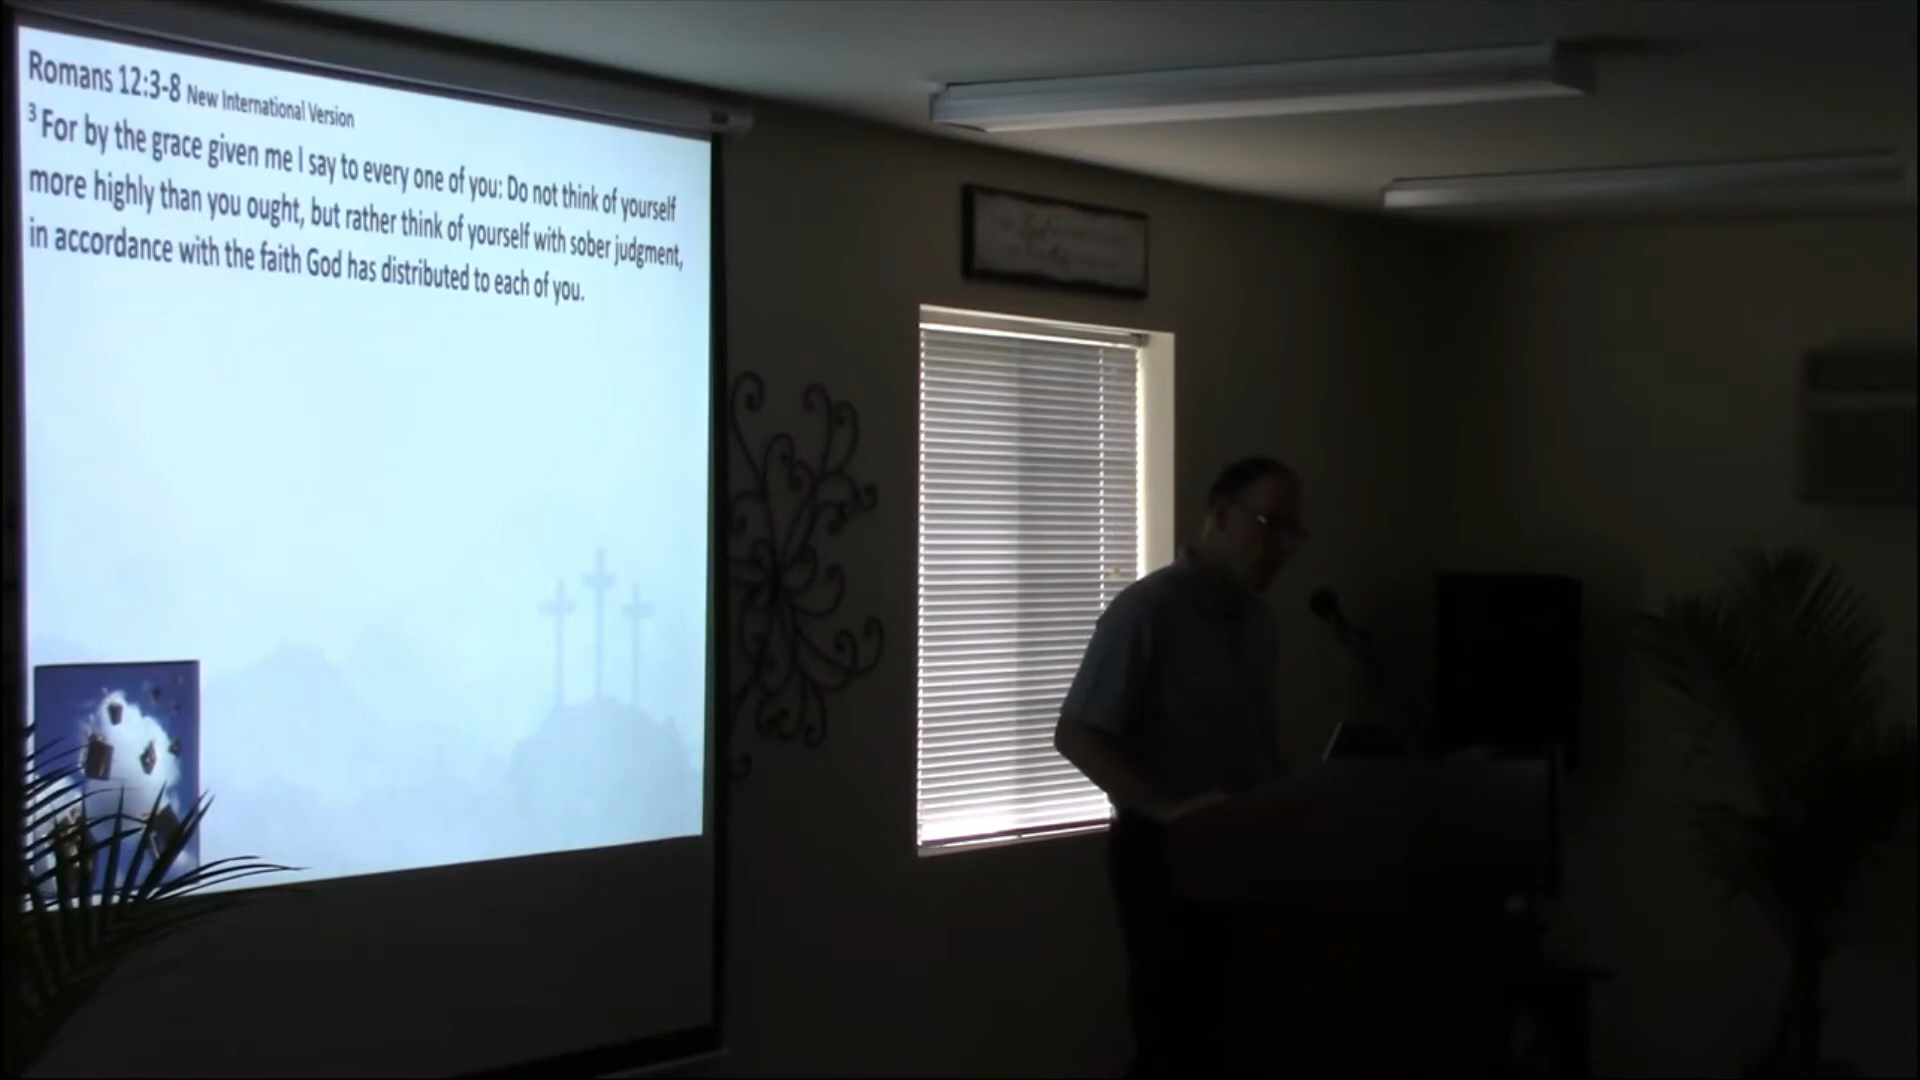 Romans 12:3-8 New International Version
3 For by the grace given me I say to every one of you: Do not think of yourself
more highly than you ought, but rather think of yourself with sober judgment,
in accordance with the faith God has distributed to each of you.
Lord